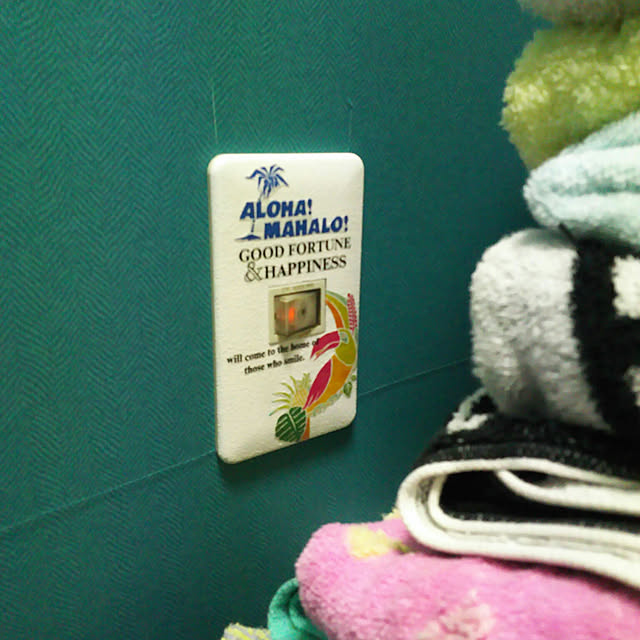 ALOHA!
MAHALO!
GOOD FORTUNE
& HAPPINESS
will come to the home of
those who smile.